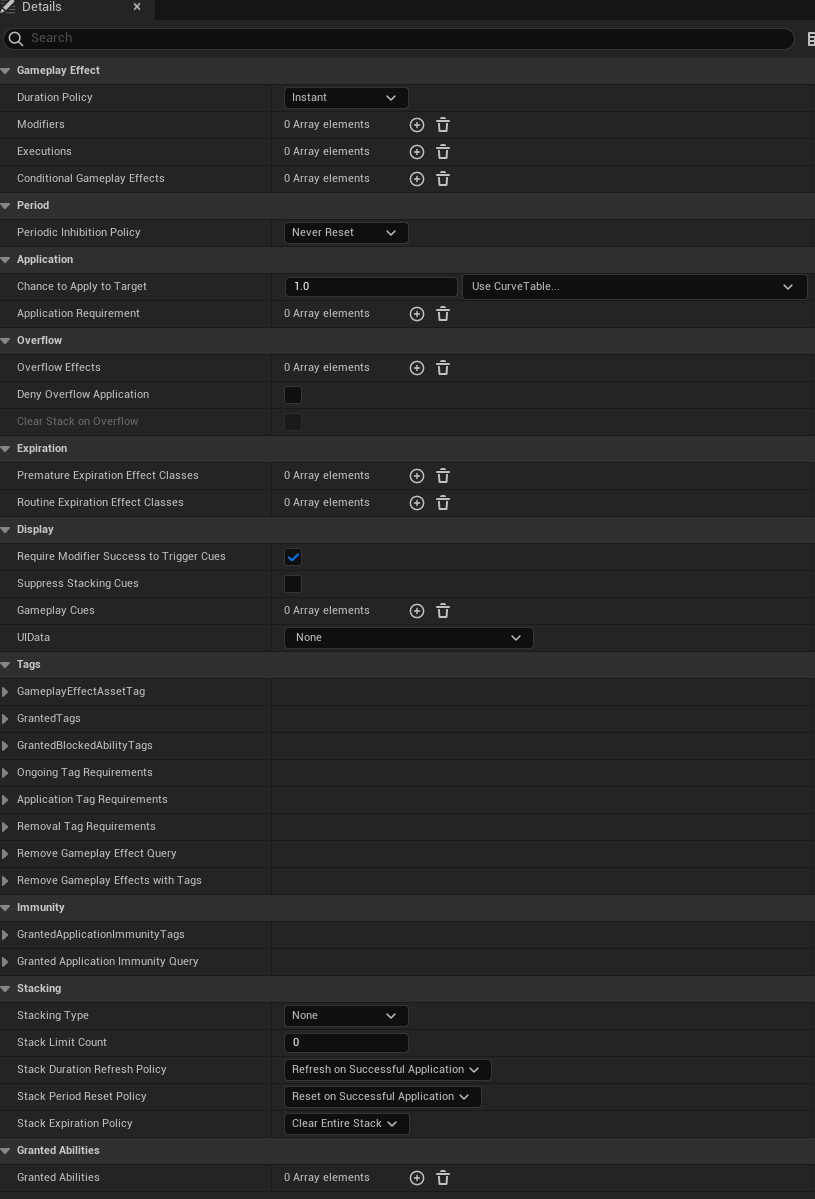 Details
Search
Gameplay Effect
Duration Policy Instant
Modifiers 0 Array elements
Executions 0 Array elements
Conditional Gameplay Effects 0 Array elements
Period
Periodic Inhibition Policy Never Reset
Application
Chance to Apply to Target 1.0 Use CurveTable...
Application Requirement 0 Array elements
Overflow
Overflow Effects 0 Array elements
Deny Overflow Application
Clear Stack on Overflow
Expiration
Premature Expiration Effect Classes 0 Array elements
Routine Expiration Effect Classes 0 Array elements
Display
Require Modifier Success to Trigger Cues
Suppress Stacking Cues
Gameplay Cues 0 Array elements
UIData None
Tags
GameplayEffectAssetTag
GrantedTags
GrantedBlockedAbilityTags
Ongoing Tag Requirements
Application Tag Requirements
Removal Tag Requirements
Remove Gameplay Effect Query
Remove Gameplay Effects with Tags
Immunity
GrantedApplicationImmunityTags
Granted Application Immunity Query
Stacking
Stacking Type None
Stack Limit Count 0
Stack Duration Refresh Policy Refresh on Successful Application
Stack Period Reset Policy Reset on Successful Application
Stack Expiration Policy Clear Entire Stack
Granted Abilities
Granted Abilities 0 Array elements